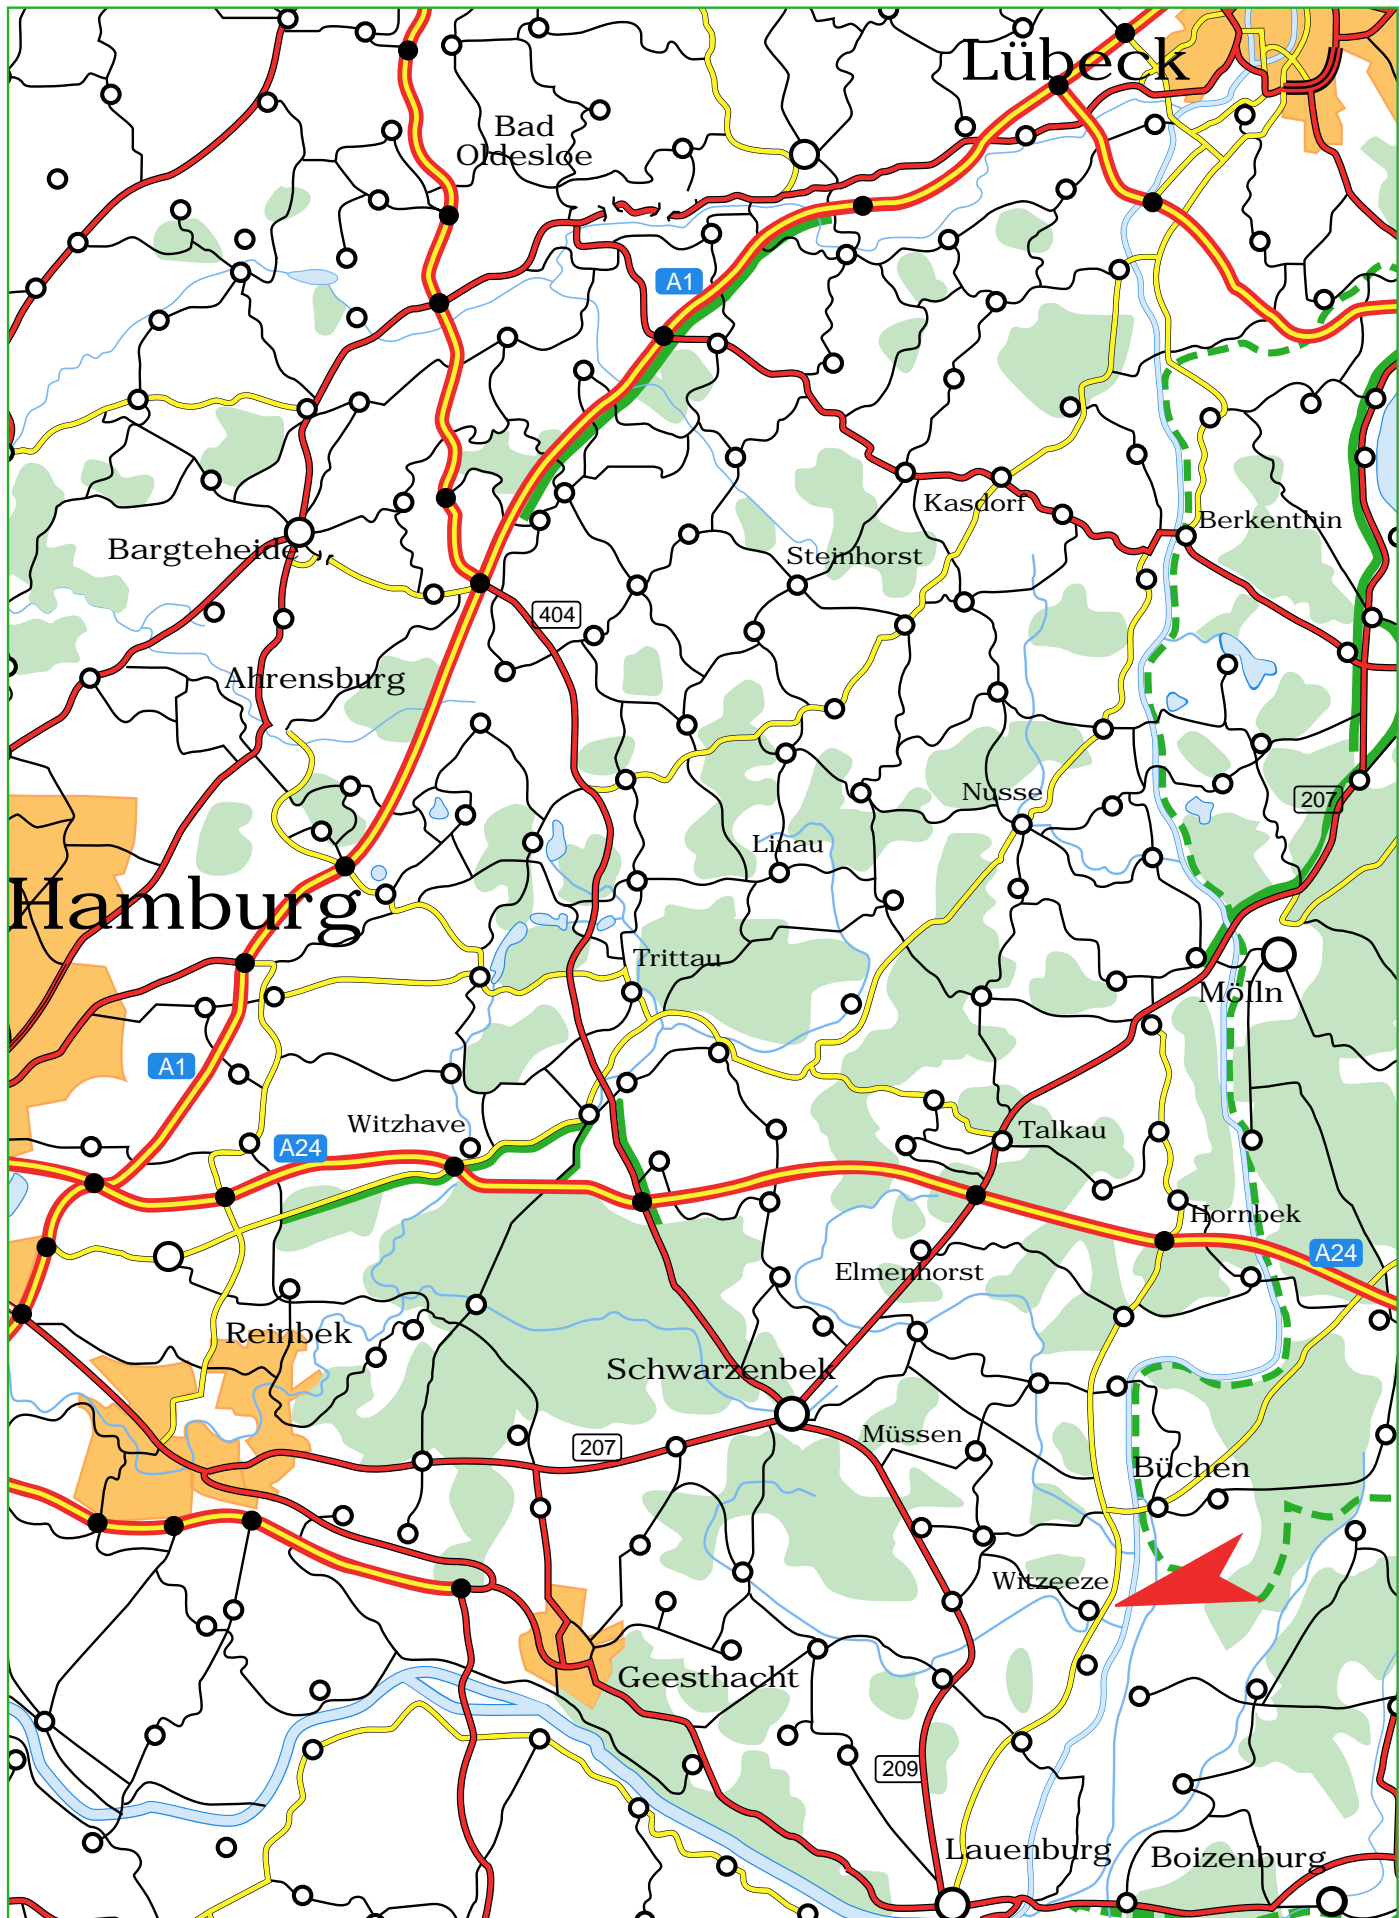 Lübeck
Bad
Oldesloe
A1
Kasdorf
Berkenthin
Bargteheide
Steinhorst
404
Ahrensburg
Nusse
207
Linau
Hamburg
Trittau
Mölln
A1
Witzhave
Talkau
A24
Hornbek
A24
Elmenhorst
Reinbek
Schwarzenbek
Müssen
207
Büchen
Witzeeze
Geesthacht
209
Lauenburg
Boizenburg